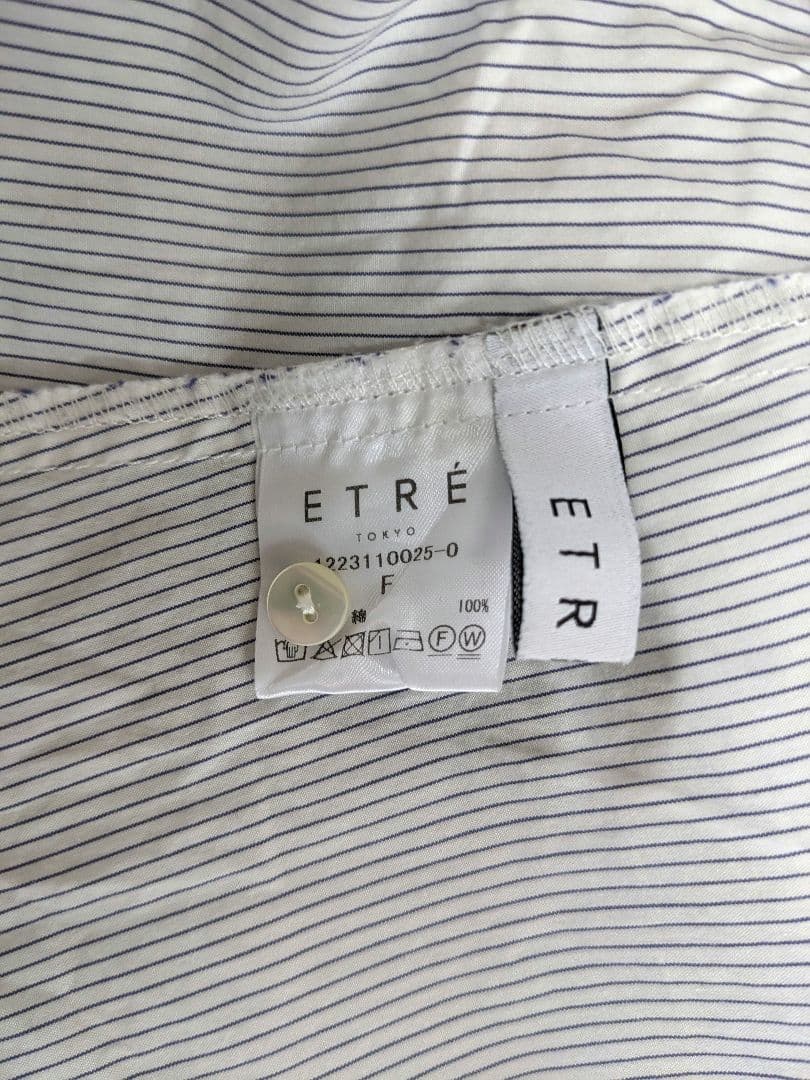 ETRÉ
TOKYO
1223110025-0
F
綿 100%
F W
ETR